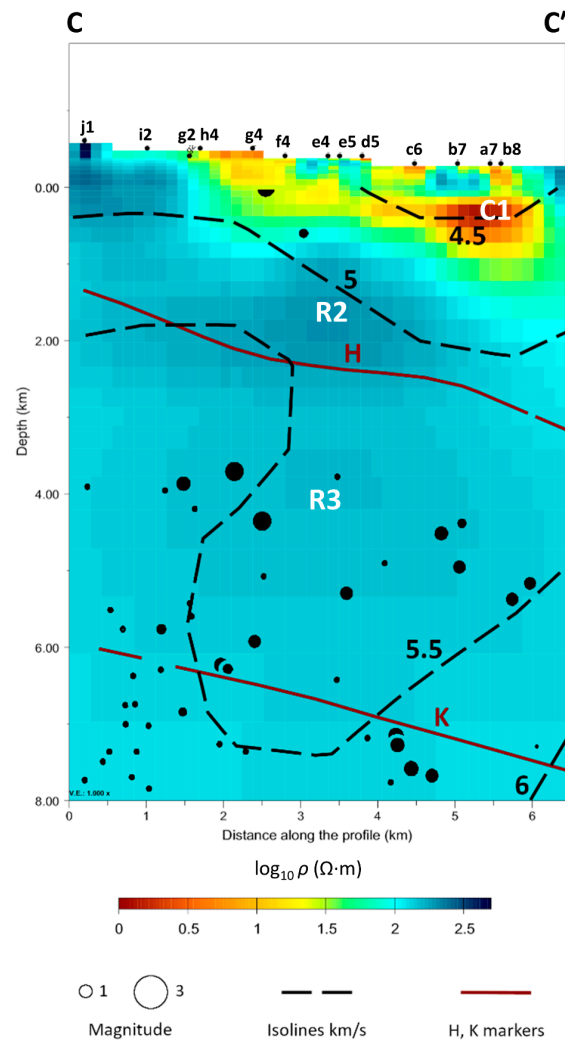 C C′
j1 i2 g2 h4 g4 f4 e4 e5 d5 c6 b7 a7 b8
0.00
C1
4.5
5
R2
2.00
H
Depth (km)
4.00
R3
6.00
5.5
K
6
8.00
V.E.: 1.000 x
0 1 2 3 4 5 6
Distance along the profile (km)
log10 ρ (Ω·m)
0 0.5 1 1.5 2 2.5
1 3
Magnitude Isolines km/s H, K markers